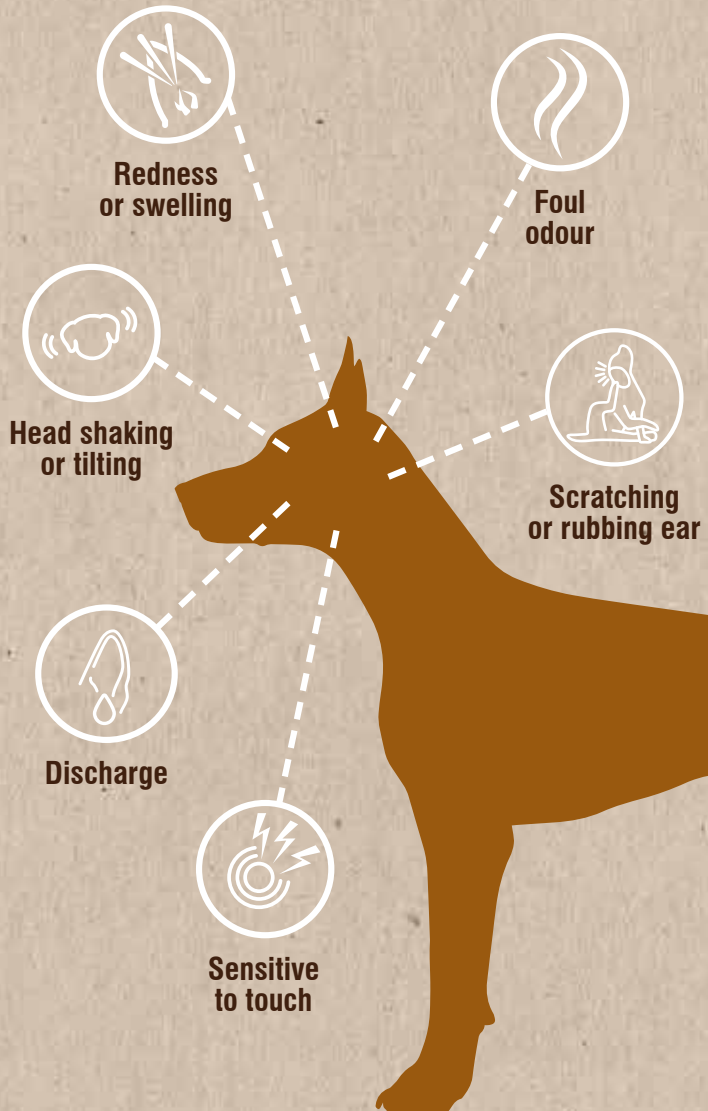 Redness
or swelling
Foul
odour
Head shaking
or tilting
Scratching
or rubbing ear
Discharge
Sensitive
to touch